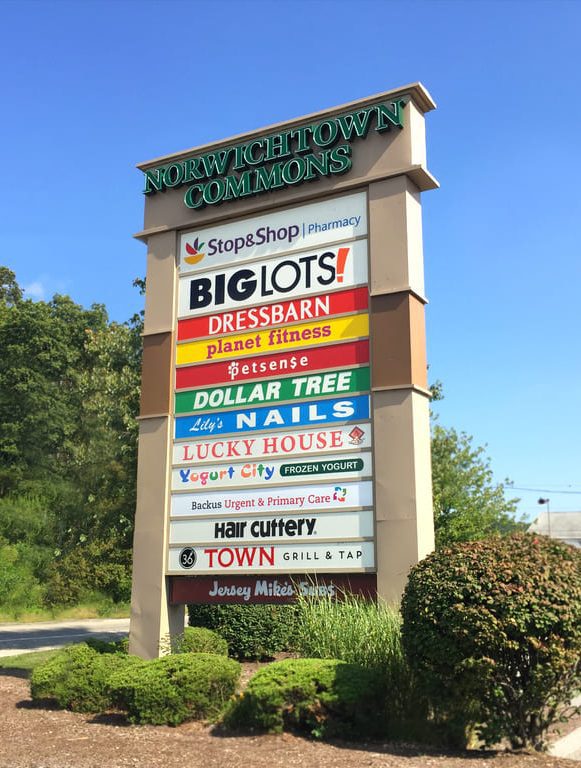 NORWICHTOWN
COMMONS
Stop&Shop | Pharmacy
BIG LOTS!
DRESSBARN
planet fitness
petsen$e
DOLLAR TREE
Lily's NAILS
LUCKY HOUSE
Yogurt City FROZEN YOGURT
Backus Urgent & Primary Care
Hair Cuttery
36 TOWN GRILL & TAP
Jersey Mike's Subs